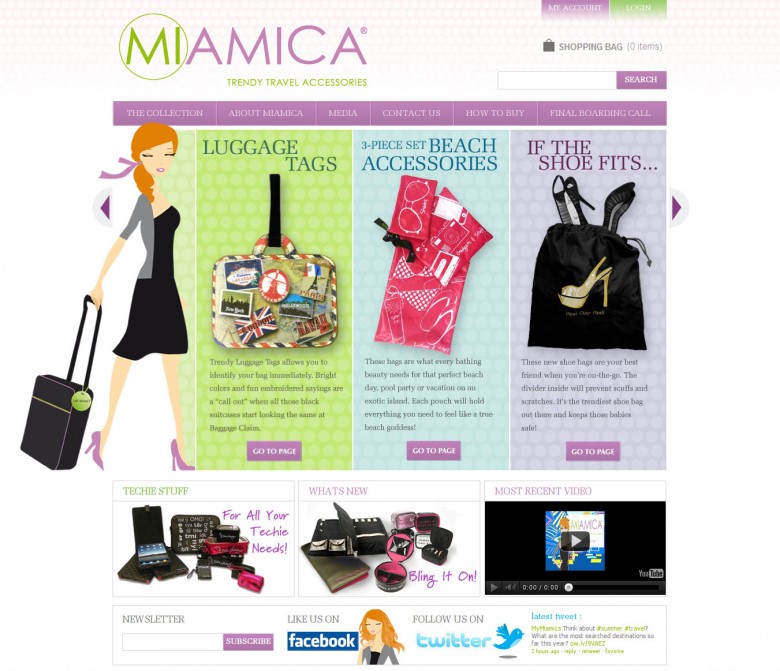 MY ACCOUNT
LOGIN
MIAMICA®
TRENDY TRAVEL ACCESSORIES
SHOPPING BAG (0 items)
SEARCH
THE COLLECTION
ABOUT MIAMICA
MEDIA
CONTACT US
HOW TO BUY
FINAL BOARDING CALL
LUGGAGE
TAGS
New York
LONDON
PARIS
HAWAII
Trendy Luggage Tags allows you to
identify your bag immediately. Bright
colors and fun embroidered sayings are
a "call out" when all those black
suitcases start looking the same at
Baggage Claim.
GO TO PAGE
3-PIECE SET BEACH
ACCESSORIES
These bags are what every bathing
beauty needs for that perfect beach
day, pool party or vacation on an
exotic island. Each pouch will hold
everything you need to feel like a true
beach goddess!
GO TO PAGE
IF THE
SHOE FITS...
Head Over Heels
These new shoe bags are your best
friend when you're on-the-go. The
divider inside will prevent scuffs and
scratches. It's the trendiest shoe bag
out there and keeps those babies
safe!
GO TO PAGE
TECHIE STUFF
For All Your
Techie
Needs!
WHATS NEW
Bling It On!
MOST RECENT VIDEO
MIAMICA
YouTube
0:00 / 0:00
NEWSLETTER
SUBSCRIBE
LIKE US ON
facebook
FOLLOW US ON
twitter
latest tweet :
MyMiamica Think about #summer #travel?
What are the most searched destinations so
far this year? ow.ly/9VAEZ
2 hours ago · reply · retweet · favorite